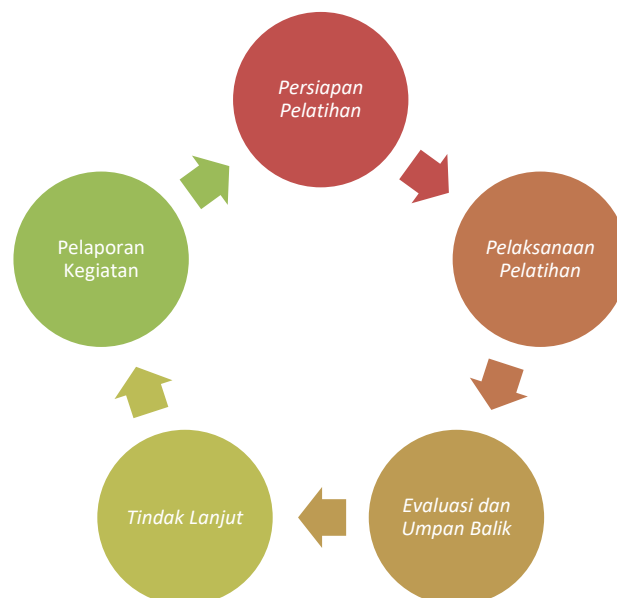 Persiapan
Pelatihan
Pelaksanaan
Pelatihan
Evaluasi dan
Umpan Balik
Tindak Lanjut
Pelaporan
Kegiatan